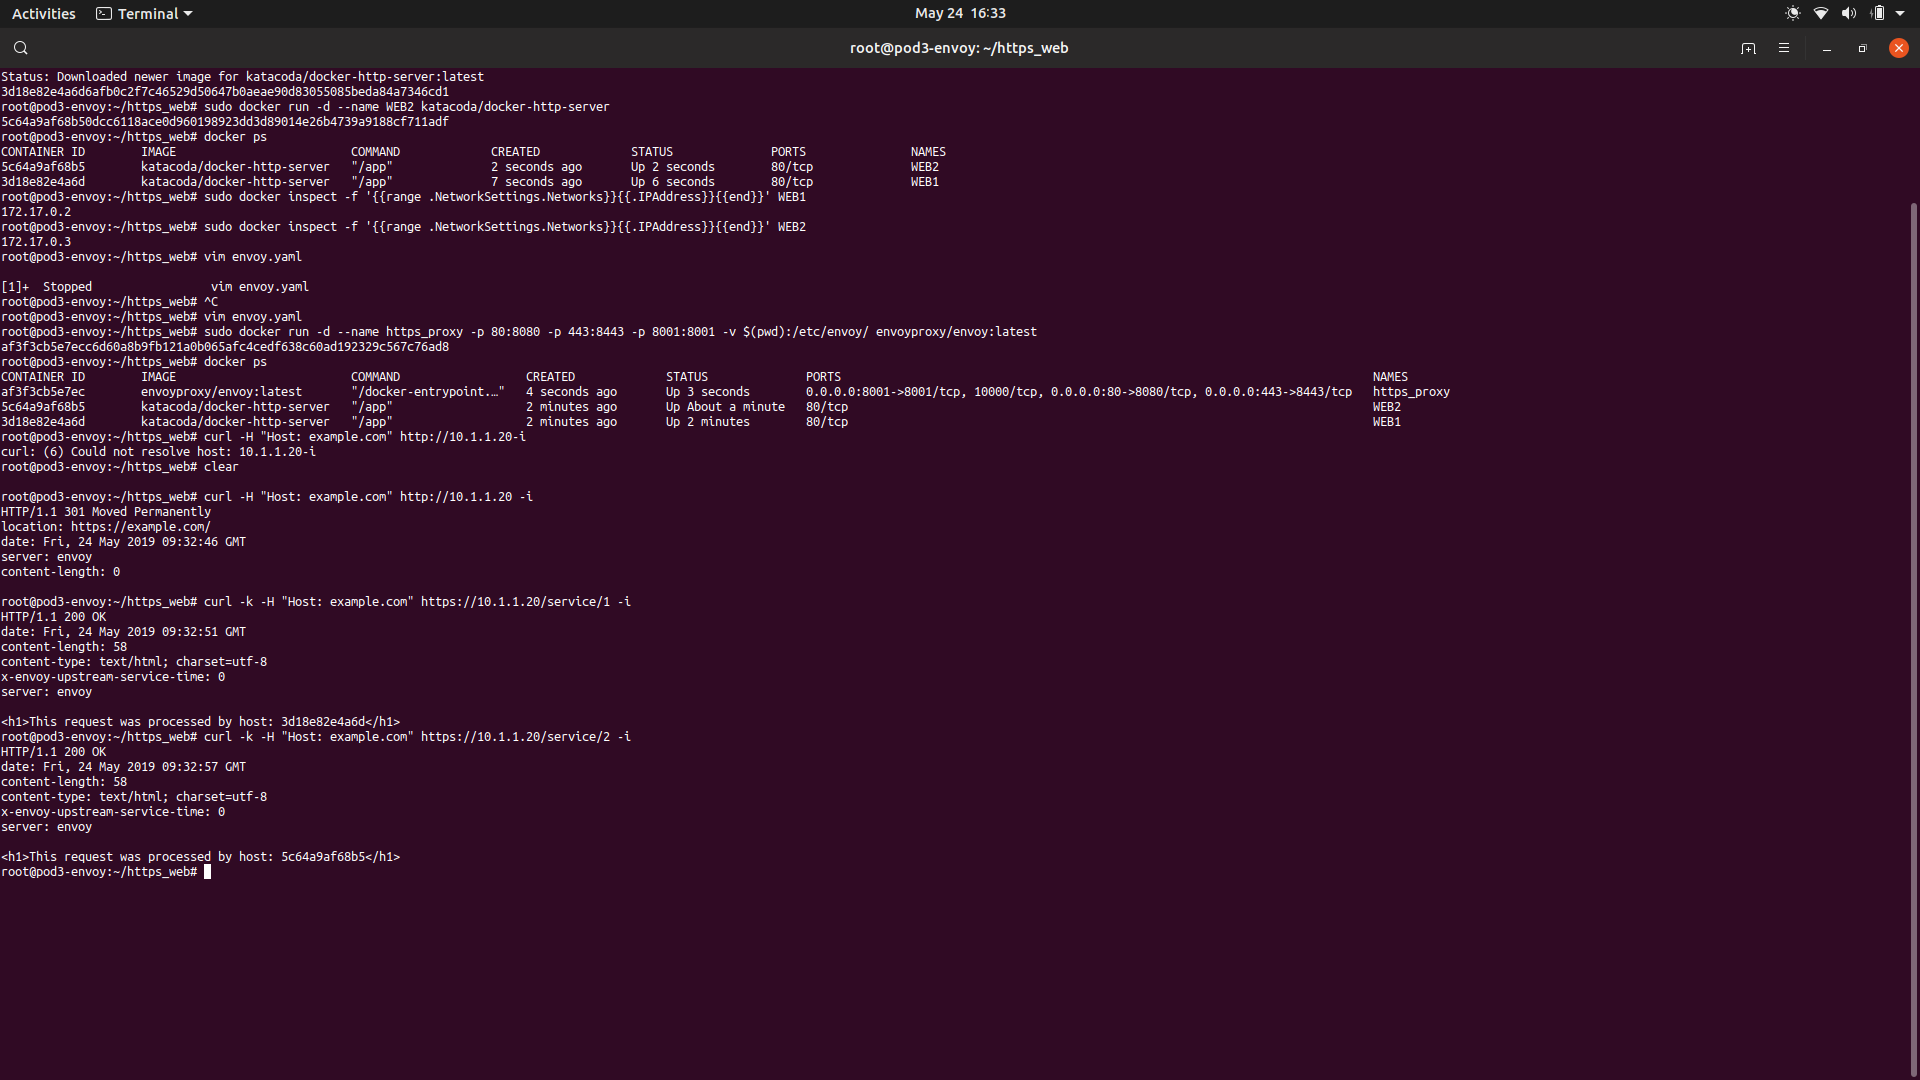 Activities Terminal May 24 16:33
root@pod3-envoy: ~/https_web
Status: Downloaded newer image for katacoda/docker-http-server:latest
3d18e82e4a6d6afb0c2f7c46529d50647b0aeae90d83055085beda84a7346cd1
root@pod3-envoy:~/https_web# sudo docker run -d --name WEB2 katacoda/docker-http-server
5c64a9af68b50dcc6118ace0d960198923dd3d89014e26b4739a9188cf711adf
root@pod3-envoy:~/https_web# docker ps
CONTAINER ID        IMAGE                         COMMAND             CREATED             STATUS              PORTS               NAMES
5c64a9af68b5        katacoda/docker-http-server   "/app"              2 seconds ago       Up 2 seconds        80/tcp              WEB2
3d18e82e4a6d        katacoda/docker-http-server   "/app"              7 seconds ago       Up 6 seconds        80/tcp              WEB1
root@pod3-envoy:~/https_web# sudo docker inspect -f '{{range .NetworkSettings.Networks}}{{.IPAddress}}{{end}}' WEB1
172.17.0.2
root@pod3-envoy:~/https_web# sudo docker inspect -f '{{range .NetworkSettings.Networks}}{{.IPAddress}}{{end}}' WEB2
172.17.0.3
root@pod3-envoy:~/https_web# vim envoy.yaml
[1]+  Stopped                 vim envoy.yaml
root@pod3-envoy:~/https_web# ^C
root@pod3-envoy:~/https_web# vim envoy.yaml
root@pod3-envoy:~/https_web# sudo docker run -d --name https_proxy -p 80:8080 -p 443:8443 -p 8001:8001 -v $(pwd):/etc/envoy/ envoyproxy/envoy:latest
af3f3cb5e7ecc6d60a8b9fb121a0b065afc4cedf638c60ad192329c567c76ad8
root@pod3-envoy:~/https_web# docker ps
CONTAINER ID        IMAGE                         COMMAND                  CREATED             STATUS              PORTS                                                                            NAMES
af3f3cb5e7ec        envoyproxy/envoy:latest       "/docker-entrypoint.…"   4 seconds ago       Up 3 seconds        0.0.0.0:8001->8001/tcp, 10000/tcp, 0.0.0.0:80->8080/tcp, 0.0.0.0:443->8443/tcp   https_proxy
5c64a9af68b5        katacoda/docker-http-server   "/app"                   2 minutes ago       Up About a minute   80/tcp                                                                           WEB2
3d18e82e4a6d        katacoda/docker-http-server   "/app"                   2 minutes ago       Up 2 minutes        80/tcp                                                                           WEB1
root@pod3-envoy:~/https_web# curl -H "Host: example.com" http://10.1.1.20-i
curl: (6) Could not resolve host: 10.1.1.20-i
root@pod3-envoy:~/https_web# clear
root@pod3-envoy:~/https_web# curl -H "Host: example.com" http://10.1.1.20 -i
HTTP/1.1 301 Moved Permanently
location: https://example.com/
date: Fri, 24 May 2019 09:32:46 GMT
server: envoy
content-length: 0
root@pod3-envoy:~/https_web# curl -k -H "Host: example.com" https://10.1.1.20/service/1 -i
HTTP/1.1 200 OK
date: Fri, 24 May 2019 09:32:51 GMT
content-length: 58
content-type: text/html; charset=utf-8
x-envoy-upstream-service-time: 0
server: envoy
<h1>This request was processed by host: 3d18e82e4a6d</h1>
root@pod3-envoy:~/https_web# curl -k -H "Host: example.com" https://10.1.1.20/service/2 -i
HTTP/1.1 200 OK
date: Fri, 24 May 2019 09:32:57 GMT
content-length: 58
content-type: text/html; charset=utf-8
x-envoy-upstream-service-time: 0
server: envoy
<h1>This request was processed by host: 5c64a9af68b5</h1>
root@pod3-envoy:~/https_web#